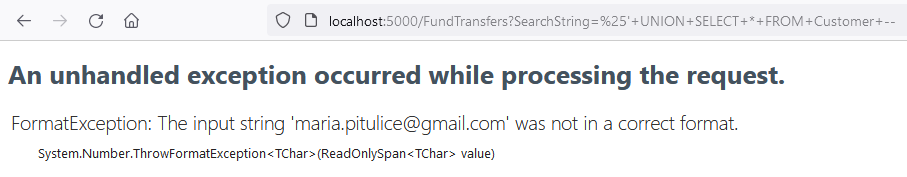 localhost:5000/FundTransfers?SearchString=%25'+UNION+SELECT+*+FROM+Customer+--
An unhandled exception occurred while processing the request.
FormatException: The input string 'maria.pitulice@gmail.com' was not in a correct format.
System.Number.ThrowFormatException<TChar>(ReadOnlySpan<TChar> value)